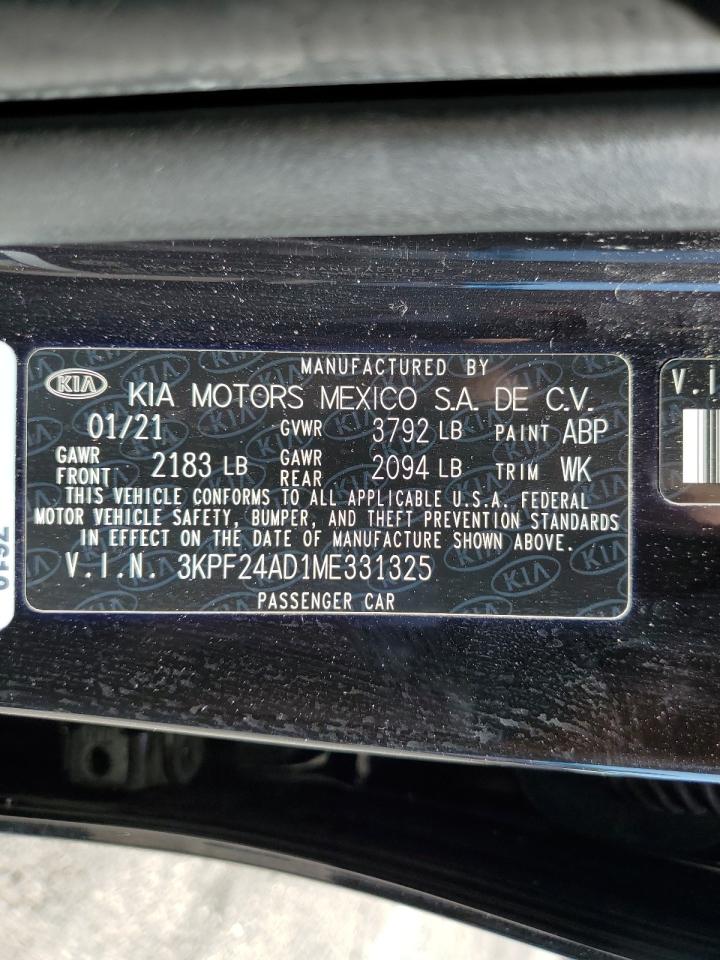 MANUFACTURED BY
KIA KIA MOTORS MEXICO S.A. DE C.V.
01/21 GVWR 3792 LB PAINT ABP
GAWR FRONT 2183 LB GAWR REAR 2094 LB TRIM WK
THIS VEHICLE CONFORMS TO ALL APPLICABLE U.S.A. FEDERAL
MOTOR VEHICLE SAFETY, BUMPER, AND THEFT PREVENTION STANDARDS
IN EFFECT ON THE DATE OF MANUFACTURE SHOWN ABOVE.
V.I.N. 3KPF24AD1ME331325
PASSENGER CAR
V.I